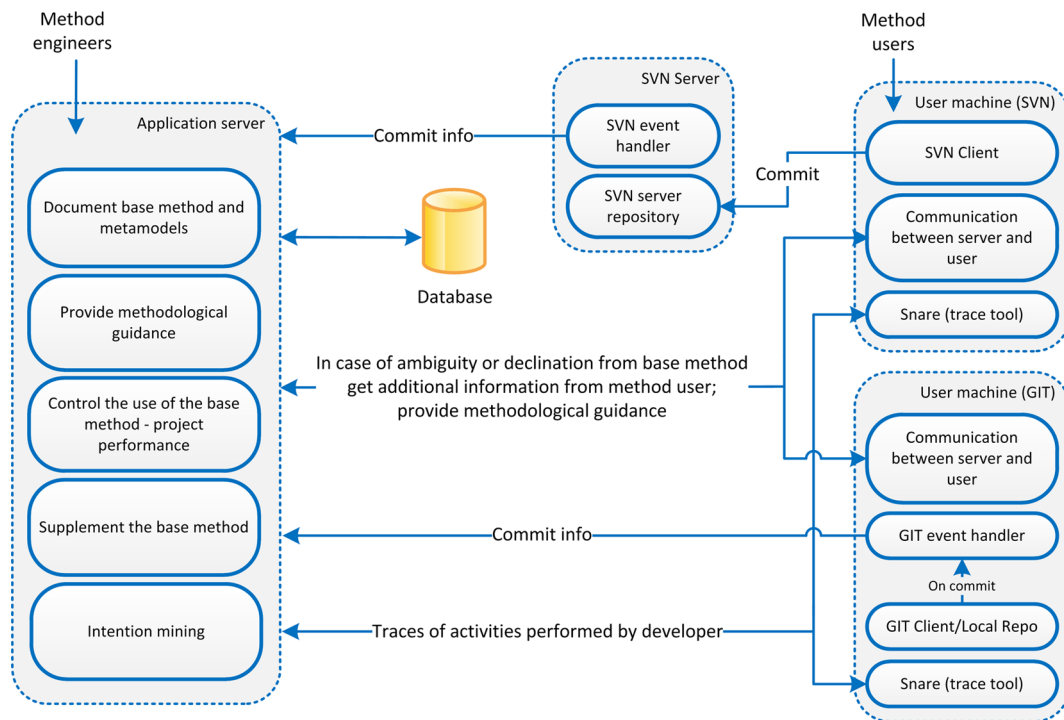 Method
engineers
Application server
Document base method and
metamodels
Provide methodological
guidance
Control the use of the base
method - project
performance
Supplement the base method
Intention mining
Commit info
Database
In case of ambiguity or declination from base method
get additional information from method user;
provide methodological guidance
Commit info
Traces of activities performed by developer
SVN Server
SVN event
handler
SVN server
repository
Commit
Method
users
User machine (SVN)
SVN Client
Communication
between server and
user
Snare (trace tool)
User machine (GIT)
Communication
between server and
user
GIT event handler
On commit
GIT Client/Local Repo
Snare (trace tool)